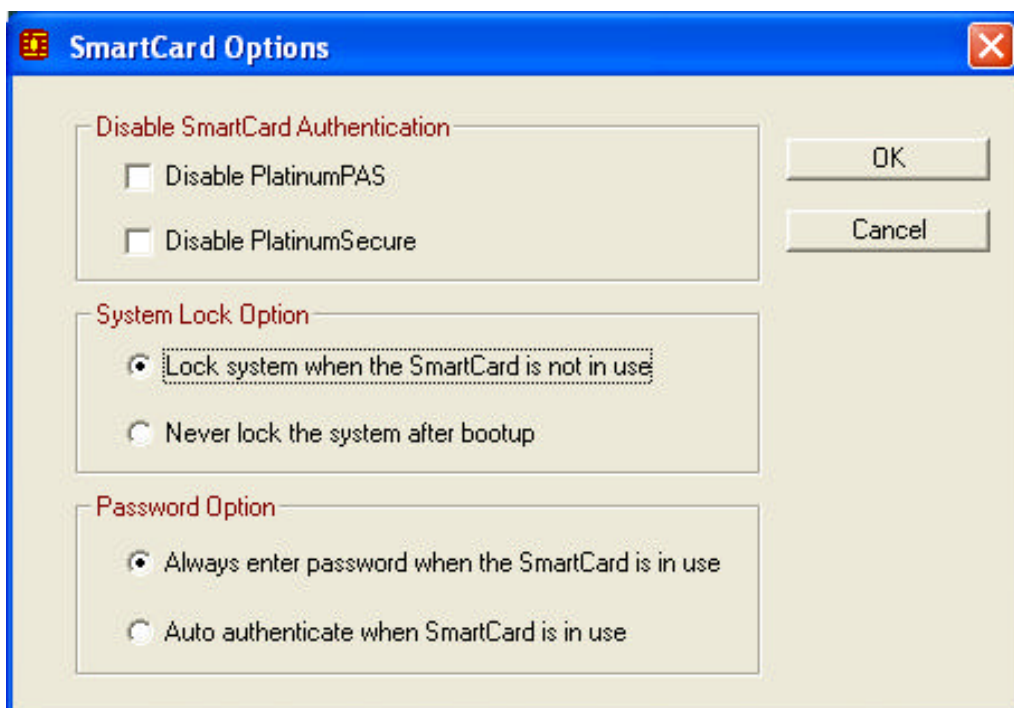 SmartCard Options
Disable SmartCard Authentication
Disable PlatinumPAS
Disable PlatinumSecure
OK
Cancel
System Lock Option
Lock system when the SmartCard is not in use
Never lock the system after bootup
Password Option
Always enter password when the SmartCard is in use
Auto authenticate when SmartCard is in use